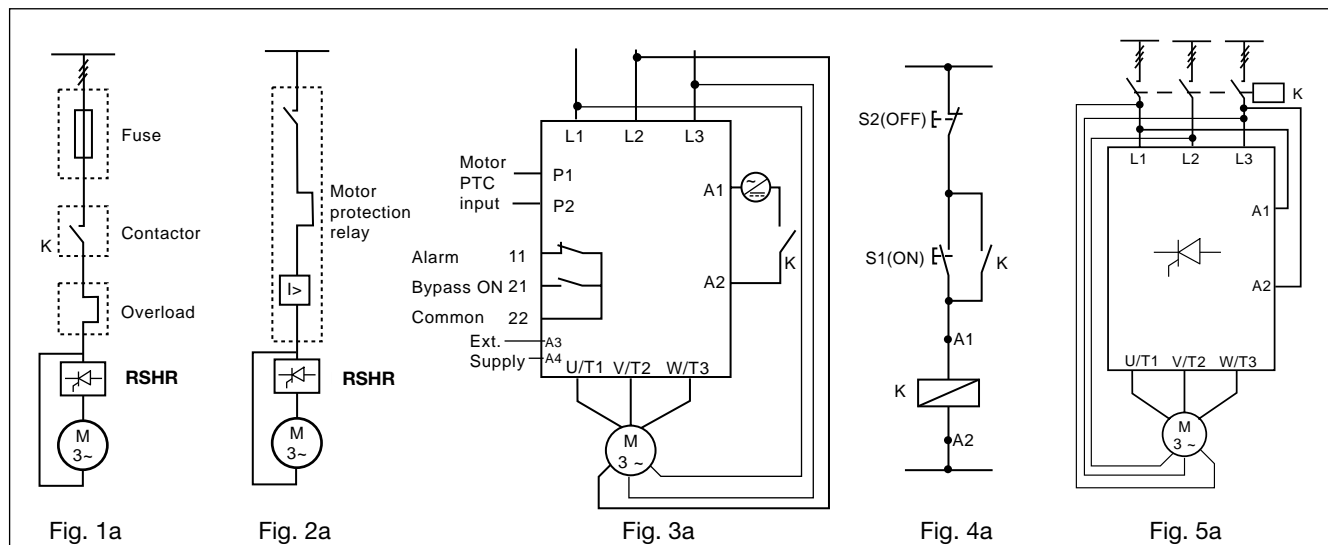 Fuse
K
Contactor
Overload
RSHR
M
3~
Fig. 1a
Motor
protection
relay
I>
RSHR
M
3~
Fig. 2a
L1
L2
L3
Motor
PTC
input
P1
P2
A1
~
K
A2
Alarm
11
Bypass ON
21
Common
22
Ext.
A3
Supply
A4
U/T1
V/T2
W/T3
M
3 ~
Fig. 3a
S2(OFF)
S1(ON)
K
A1
K
A2
Fig. 4a
K
L1
L2
L3
A1
A2
U/T1
V/T2
W/T3
M
3 ~
Fig. 5a